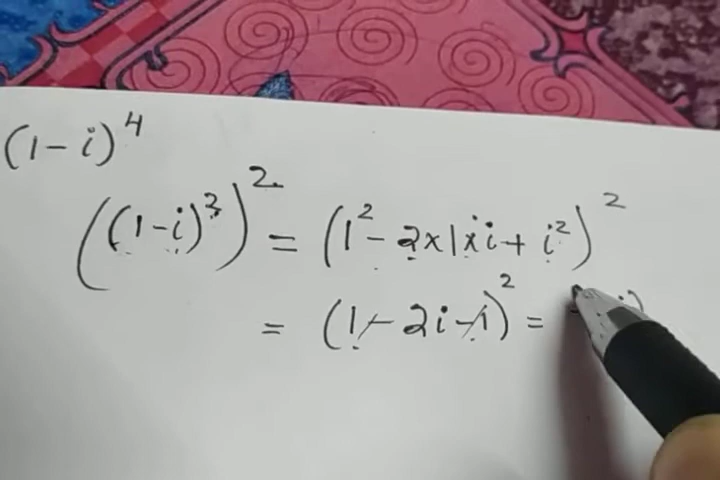 (1-i)⁴
((1-i)²)² = (1² - 2×1×i + i²)²
= (1 - 2i - 1)² =